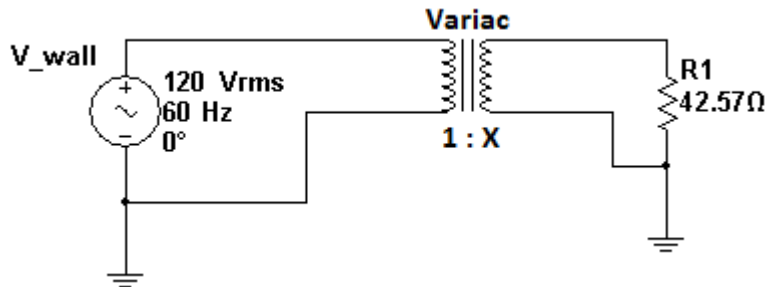 Variac
V_wall
120 Vrms
60 Hz
0°
R1
42.57Ω
1 : X